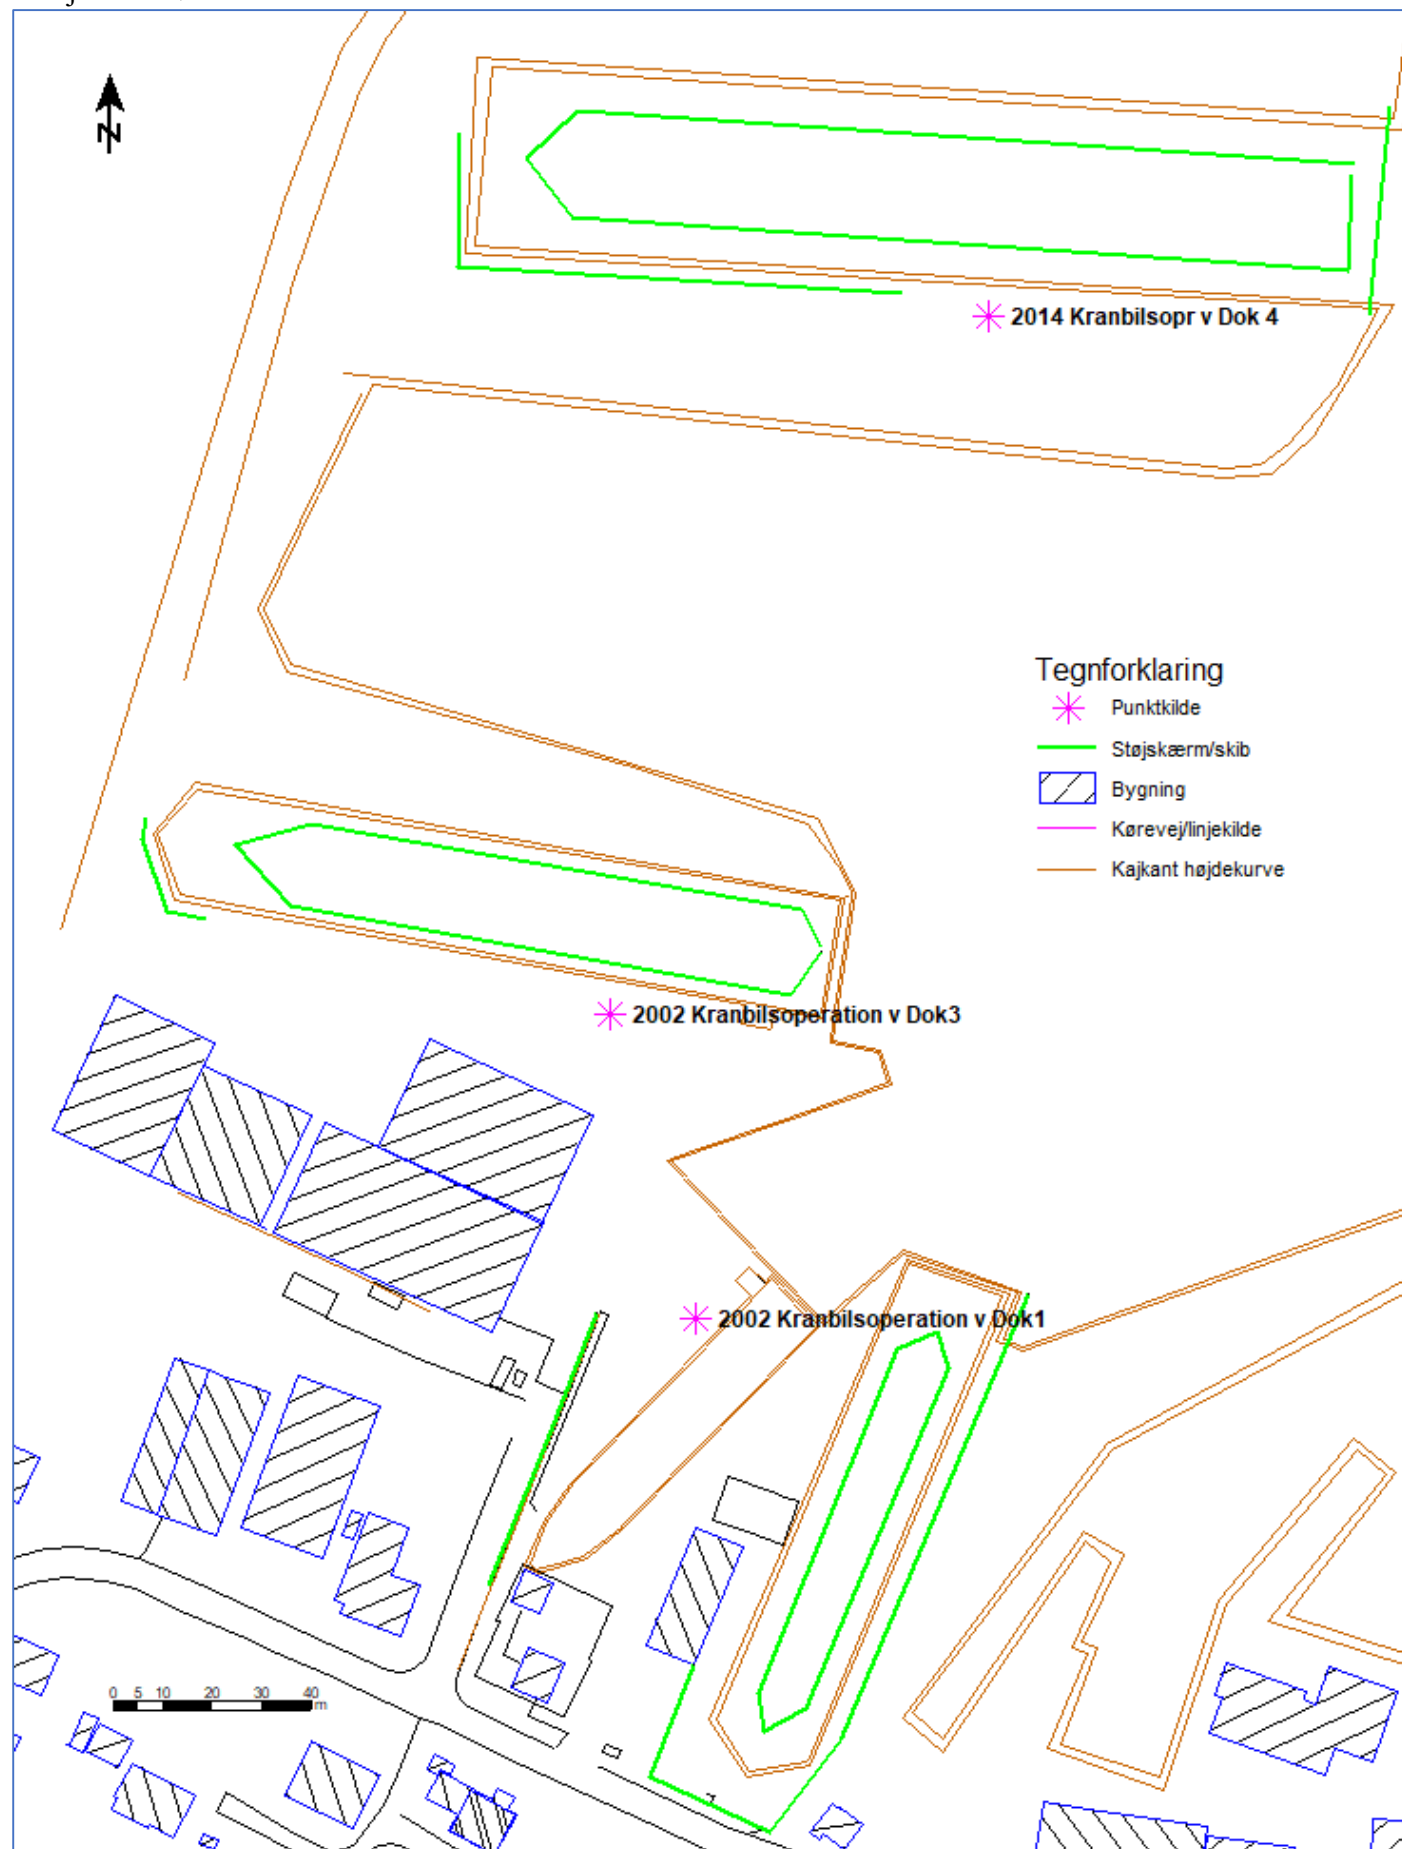 N
2014 Kranbilsopr v Dok 4
Tegnforklaring
Punktkilde
Støjskærm/skib
Bygning
Kørevej/linjekilde
Kajkant højdekurve
2002 Kranbilsoperation v Dok3
2002 Kranbilsoperation v Dok1
0 5 10 20 30 40
m